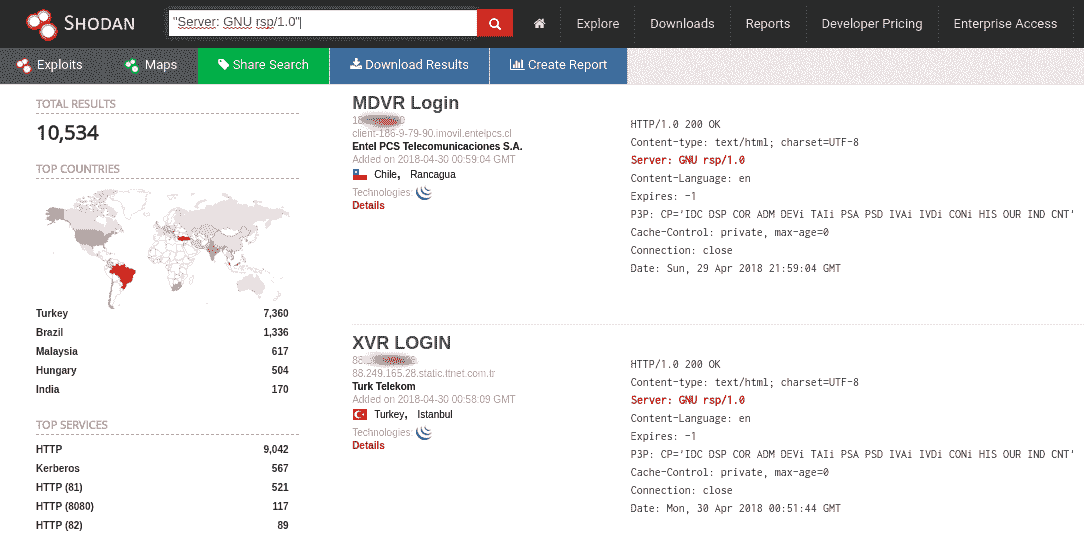 SHODAN
"Server: GNU rsp/1.0"
Explore
Downloads
Reports
Developer Pricing
Enterprise Access
Exploits
Maps
Share Search
Download Results
Create Report
TOTAL RESULTS
10,534
TOP COUNTRIES
Turkey 7,360
Brazil 1,336
Malaysia 617
Hungary 504
India 170
TOP SERVICES
HTTP 9,042
Kerberos 567
HTTP (81) 521
HTTP (8080) 117
HTTP (82) 89
MDVR Login
client-186-9-79-90.imovil.entelpcs.cl
Entel PCS Telecomunicaciones S.A.
Added on 2018-04-30 00:59:04 GMT
Chile, Rancagua
Technologies:
Details
HTTP/1.0 200 OK
Content-type: text/html; charset=UTF-8
Server: GNU rsp/1.0
Content-Language: en
Expires: -1
P3P: CP='IDC DSP COR ADM DEVi TAIi PSA PSD IVAi IVDi CONi HIS OUR IND CNT'
Cache-Control: private, max-age=0
Connection: close
Date: Sun, 29 Apr 2018 21:59:04 GMT
XVR LOGIN
88.249.165.28.static.ttnet.com.tr
Turk Telekom
Added on 2018-04-30 00:58:09 GMT
Turkey, Istanbul
Technologies:
Details
HTTP/1.0 200 OK
Content-type: text/html; charset=UTF-8
Server: GNU rsp/1.0
Content-Language: en
Expires: -1
P3P: CP='IDC DSP COR ADM DEVi TAIi PSA PSD IVAi IVDi CONi HIS OUR IND CNT'
Cache-Control: private, max-age=0
Connection: close
Date: Mon, 30 Apr 2018 00:51:44 GMT